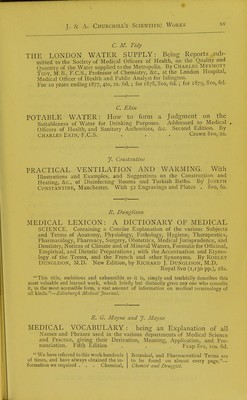 J. & A. CHURCHILL'S SCIENTIFIC WORKS
C. M. Tidy
THE LONDON WATER SUPPLY: Being Reports sub-
mitted to the Society of Medical Officers of Health, on the Quality and
Quantity of the Water supplied to the Metropolis. By CHARLES MEYMOTT
TIDY, M.B., F.C.S., Professor of Chemistry, &c., at the London Hospital,
Medical Officer of Health and Public Analyst for Islington.
For 10 years ending 1877, 4to, 2s. 6d. ; for 1878, 8vo, 6d. ; for 1879, 8vo, 6d.
C. Ekin
POTABLE WATER: How to form a Judgment on the
Suitableness of Water for Drinking Purposes. Addressed to Medical
Officers of Health, and Sanitary Authorities, &c. Second Edition. By
CHARLES EKIN, F.C.S. Crown 8vo, 2s.
J. Constantine
PRACTICAL VENTILATION AND WARMING With
Illustrations and Examples, and Suggestions on the Construction and
Heating, &c., of Disinfecting Rooms and Turkish Baths. By JOSEPH
CONSTANTINE, Manchester. With 52 Engravings and Plates . 8vo, 6s.
R. Dunglison
MEDICAL LEXICON: A DICTIONARY OF MEDICAL
SCIENCE, Containing a Concise Explanation of the various Subjects
and Terms of Anatomy, Physiology, Pathology, Hygiene, Therapeutics,
Pharmacology, Pharmacy, Surgery, Obstetrics, Medical Jurisprudence, and
Dentistry, Notices of Climate and of Mineral Waters, Formulæ for Officinal,
Empirical, and Dietetic Preparations ; with the Accentuation and Etymo-
logy of the Terms, and the French and other Synonyms. By ROBLEY
DUNGLISON, M.D. New Edition, by RICHARD J. DUNGLISON, M.D.
Royal 8vo (1,130 pp.), 28s.
"This title, ambitious and exhaustible as it is, simply and truthfully describes this
most valuable and learned work, which briefly but distinctly gives any one who consults
it, in the most accessible form, a vast amount of information on medical terminology of
all kinds."—Edinburgh Medical Journal.
R. G. Mayne and J. Mayne
MEDICAL VOCABULARY: being an Explanation of all
Names and Phrases used in the various departments of Medical Science
and Practice, giving their Derivation, Meaning, Application, and Pro-
nunciation. Fifth Edition Fcap 8vo, 10s. 6d.
"We have referred to this work hundreds
of times, and have always obtained the in-
formation we required . . . Chemical,
Botanical, and Pharmaceutical Terms are
to be found on almost every page."—
Chemist and Druggist.